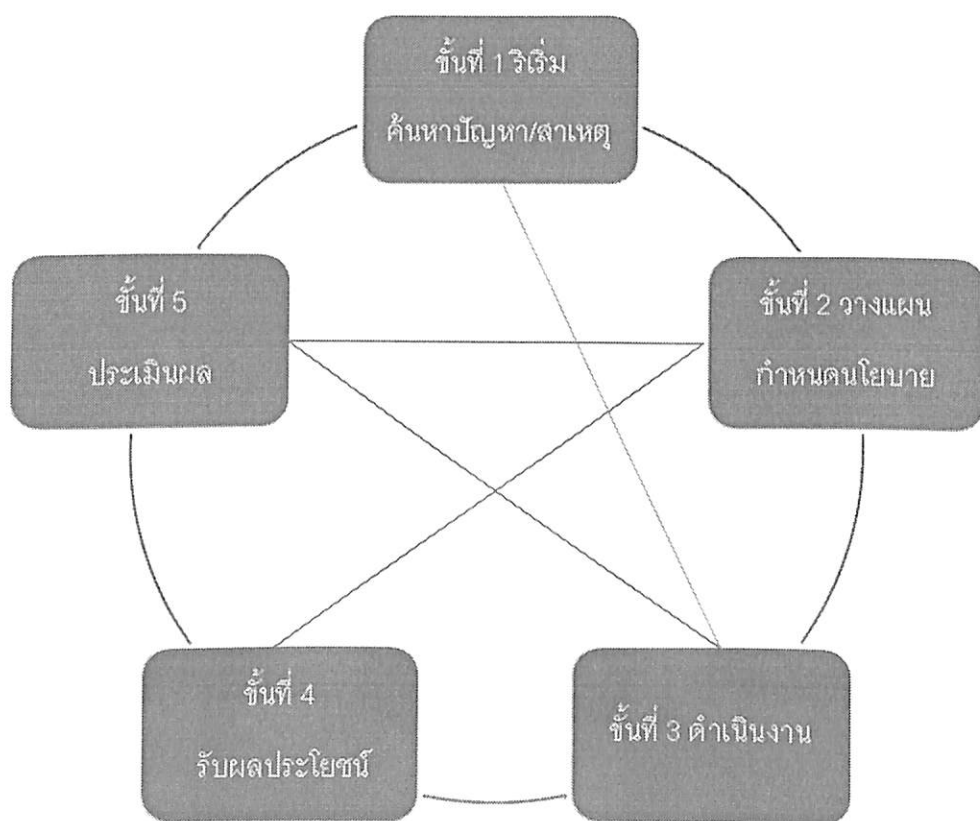 ขั้นที่ 1 ริเริ่ม
ค้นหาปัญหา/สาเหตุ
ขั้นที่ 2 วางแผน
กำหนดนโยบาย
ขั้นที่ 3 ดำเนินงาน
ขั้นที่ 4
รับผลประโยชน์
ขั้นที่ 5
ประเมินผล